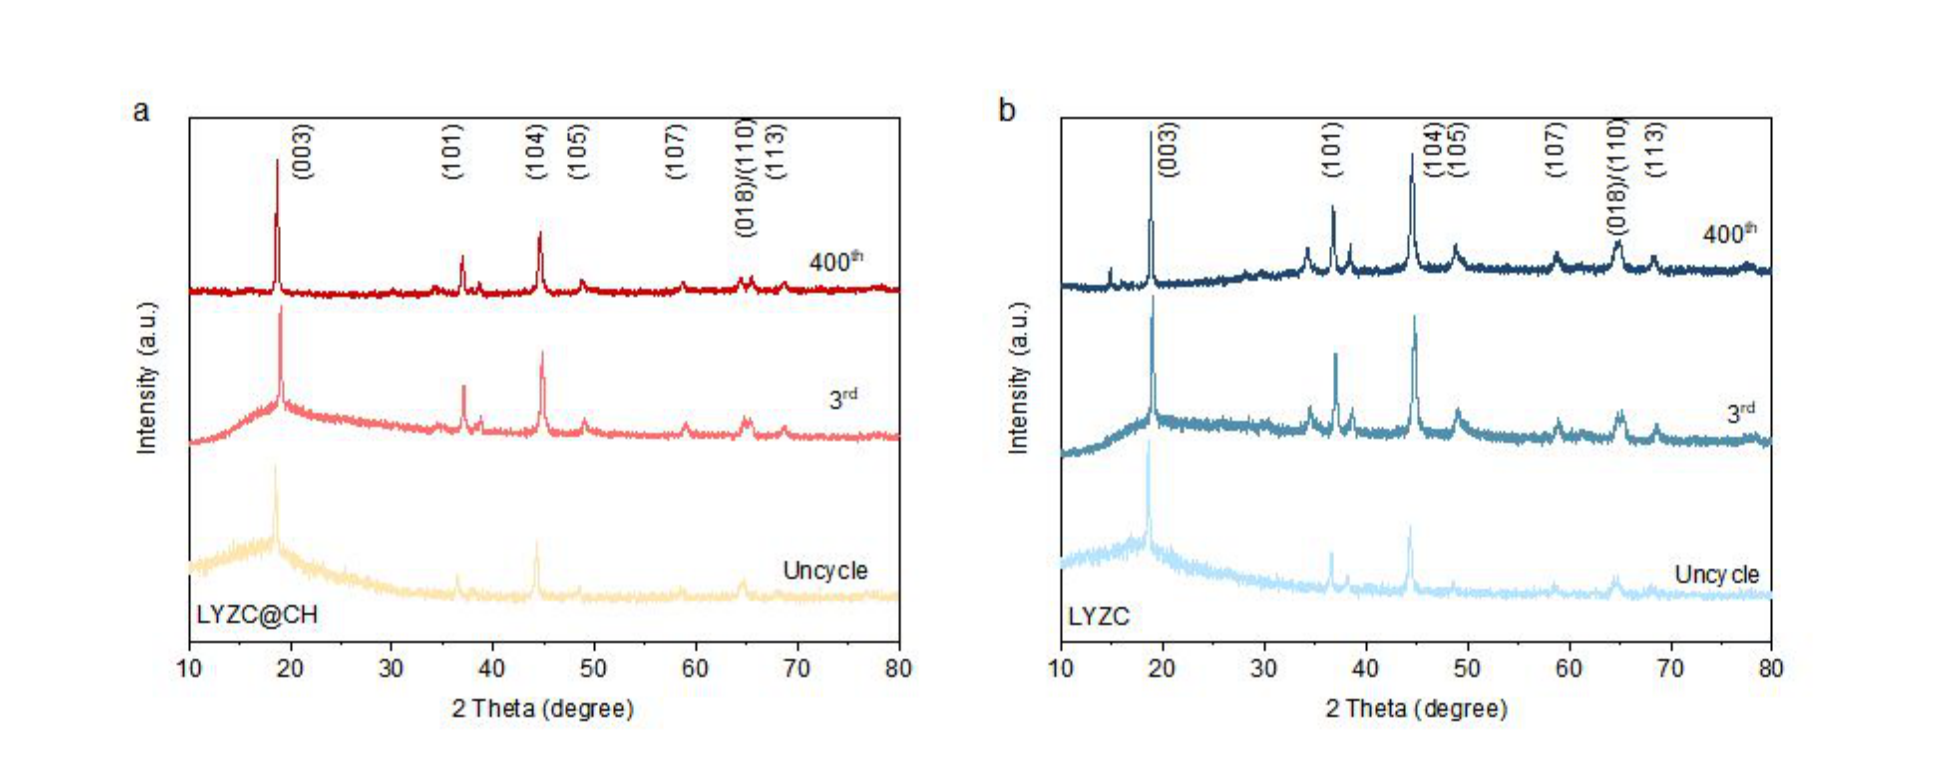 a
(003)
(101)
(104)
(105)
(107)
(018)/(110)
(113)
400th
3rd
Uncycle
LYZC@CH
Intensity (a.u.)
10 20 30 40 50 60 70 80
2 Theta (degree)
b
(003)
(101)
(104)
(105)
(107)
(018)/(110)
(113)
400th
3rd
Uncycle
LYZC
Intensity (a.u.)
10 20 30 40 50 60 70 80
2 Theta (degree)